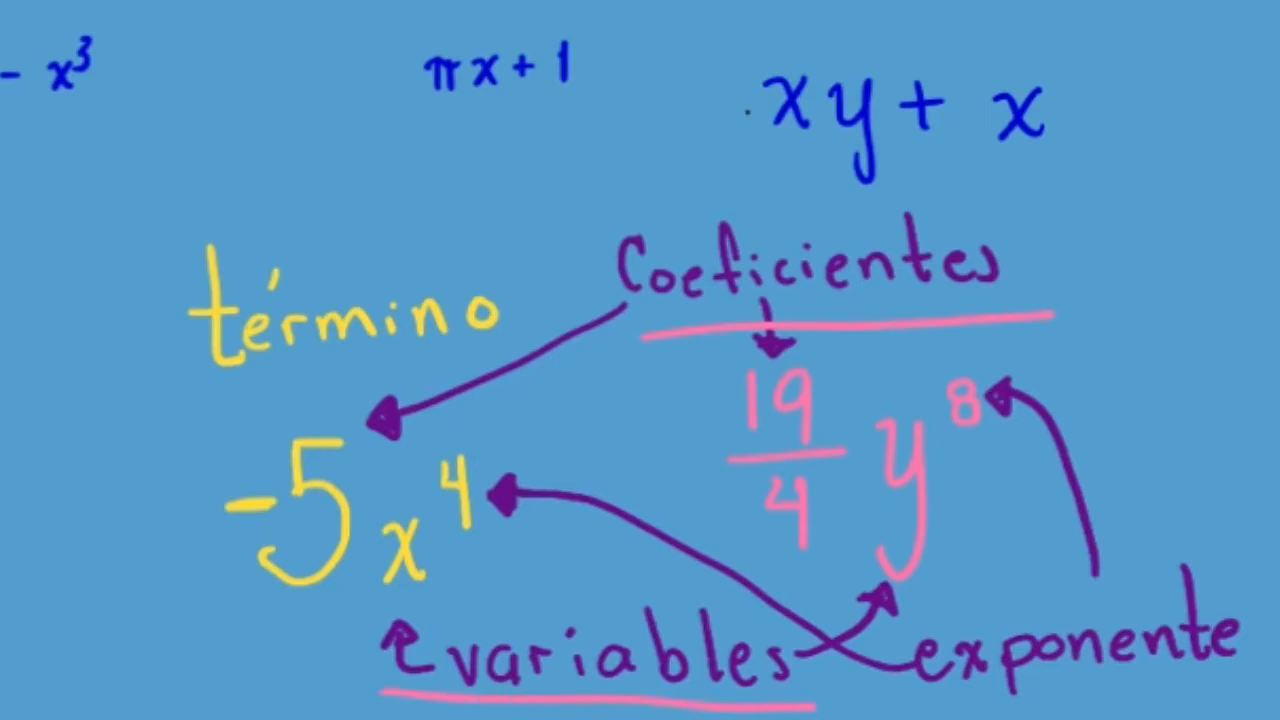 - x³
πx + 1
xy + x
Coeficientes
término
-5x⁴
19/4 y⁸
variables
exponente